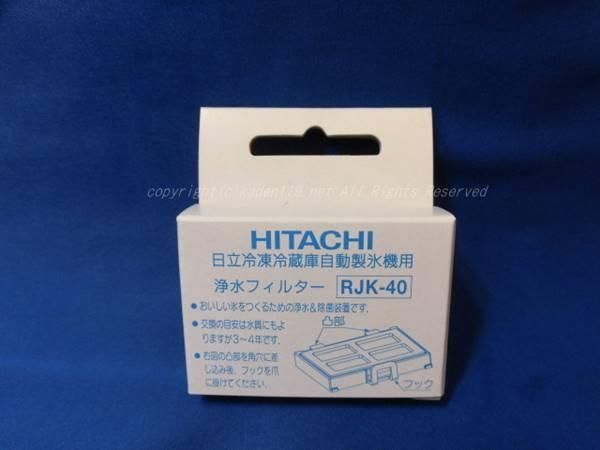 copyright(c)kaden119.net All Rights Reserved
HITACHI
日立冷凍冷蔵庫自動製氷機用
浄水フィルター RJK-40
●おいしい氷をつくるための浄水&除菌装置です.
●交換の目安は水質にもよ
りますが3~4年です.
●右図の凸部を角穴に差
し込み後、フックを爪
に掛けてください.
凸部
フック